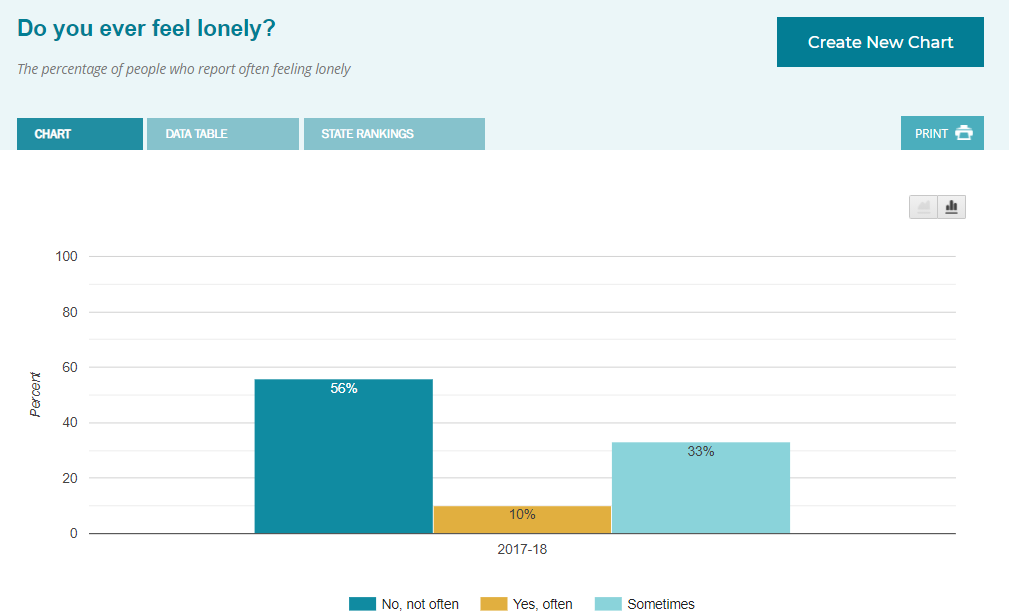 Do you ever feel lonely?
Create New Chart
The percentage of people who report often feeling lonely
CHART
DATA TABLE
STATE RANKINGS
PRINT
100
80
60
40
20
0
Percent
56%
10%
33%
2017-18
No, not often
Yes, often
Sometimes